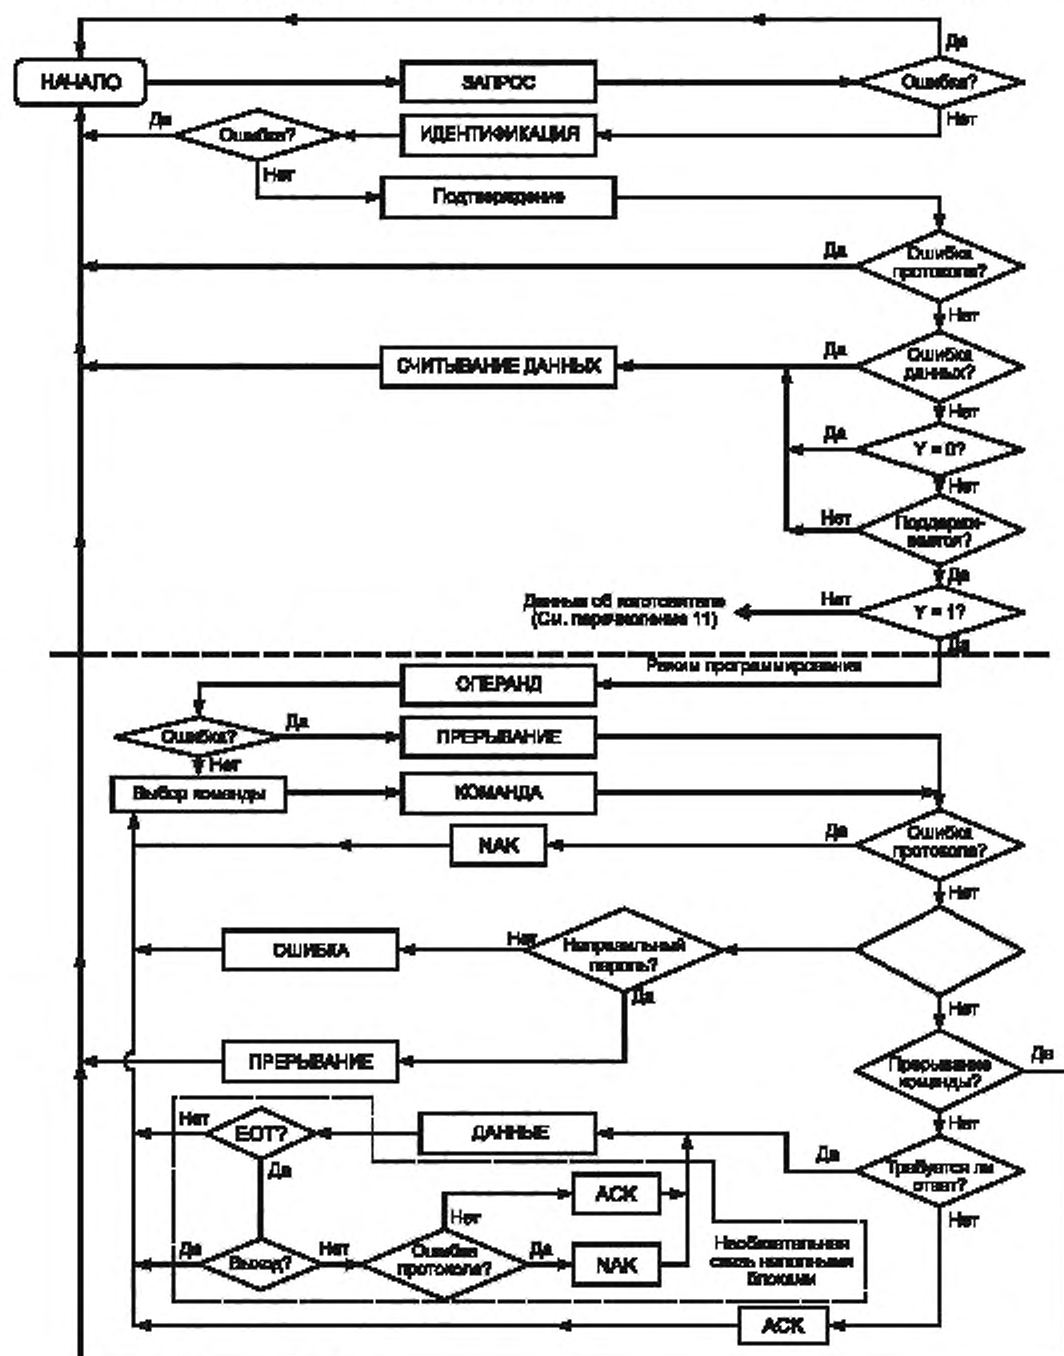 Да
НАЧАЛО
ЗАПРОС
Ошибка?
Нет
Да
Ошибка?
ИДЕНТИФИКАЦИЯ
Нет
Подтверждение
Да
Ошибка
протокола?
Нет
СЧИТЫВАНИЕ ДАННЫХ
Да
Ошибка
данных?
Нет
Да
Y = 0?
Нет
Нет
Поддержи-
вается?
Да
Данные об изготовителе
(См. перечисление 11)
Нет
Y = 1?
Да
Режим программирования
ОПЕРАНД
Ошибка?
Да
ПРЕРЫВАНИЕ
Нет
Выбор команды
КОМАНДА
NAK
Да
Ошибка
протокола?
Нет
ОШИБКА
Нет
Неправильный
пароль?
Да
Нет
ПРЕРЫВАНИЕ
Прерывание
команды?
Да
Нет
Нет
EOT?
ДАННЫЕ
Да
Требуется ли
ответ?
Да
Нет
ACK
Нет
Да
Выход?
Нет
Ошибка
протокола?
Да
NAK
Необязательная
связь неполными
блоками
ACK